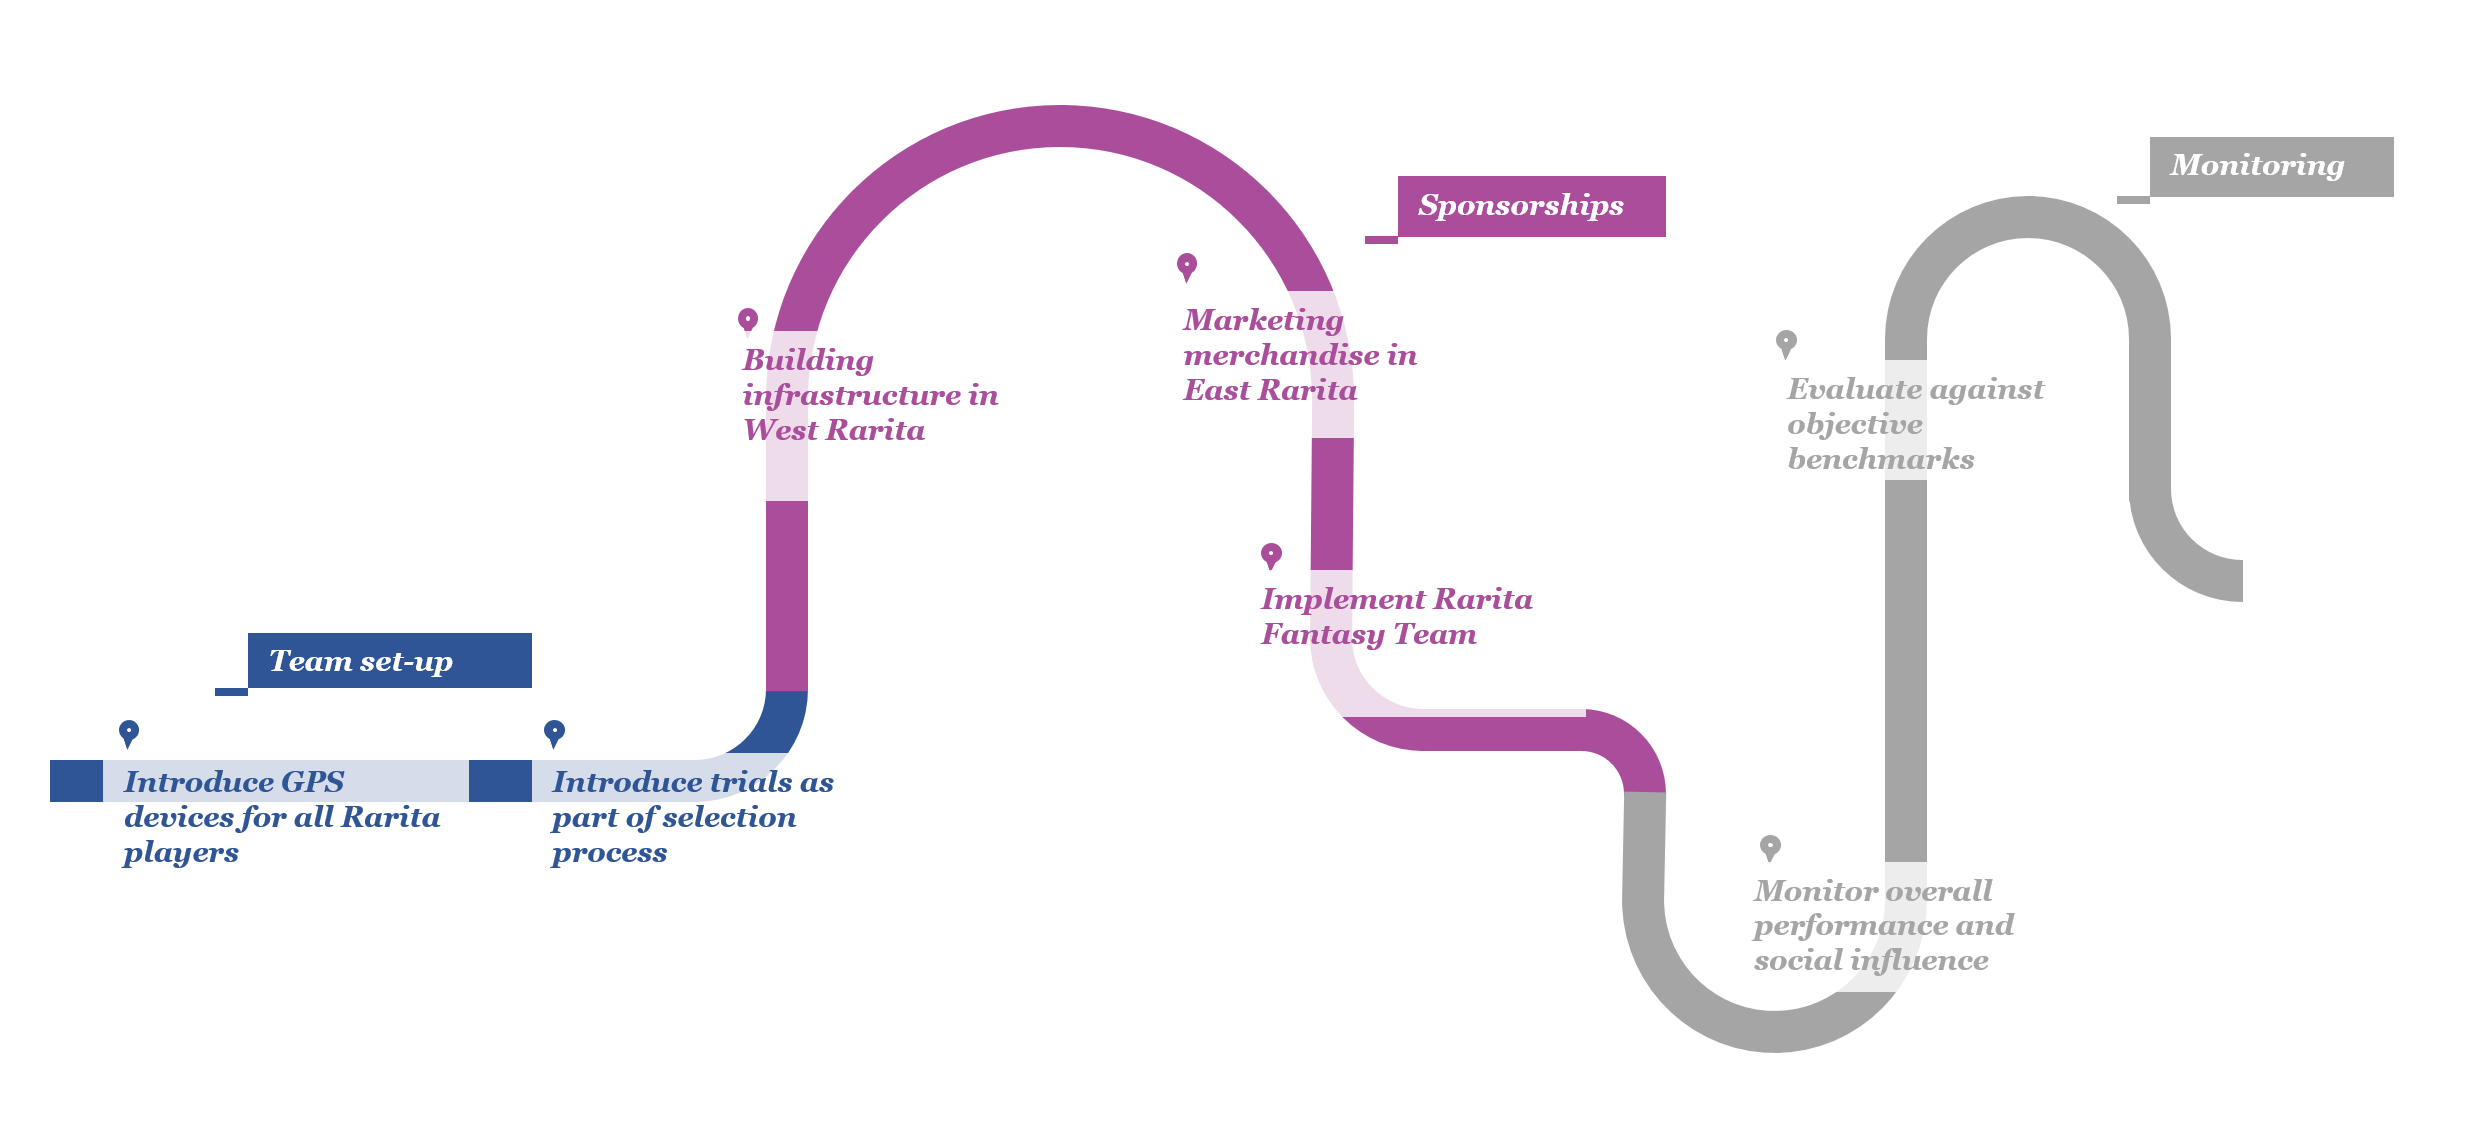 Team set-up
Introduce GPS
devices for all Rarita
players
Introduce trials as
part of selection
process
Building
infrastructure in
West Rarita
Sponsorships
Marketing
merchandise in
East Rarita
Implement Rarita
Fantasy Team
Monitoring
Monitor overall
performance and
social influence
Evaluate against
objective
benchmarks